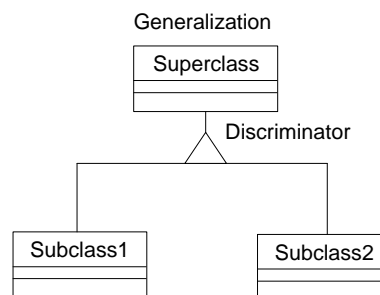 Generalization
Superclass
Discriminator
Subclass1
Subclass2